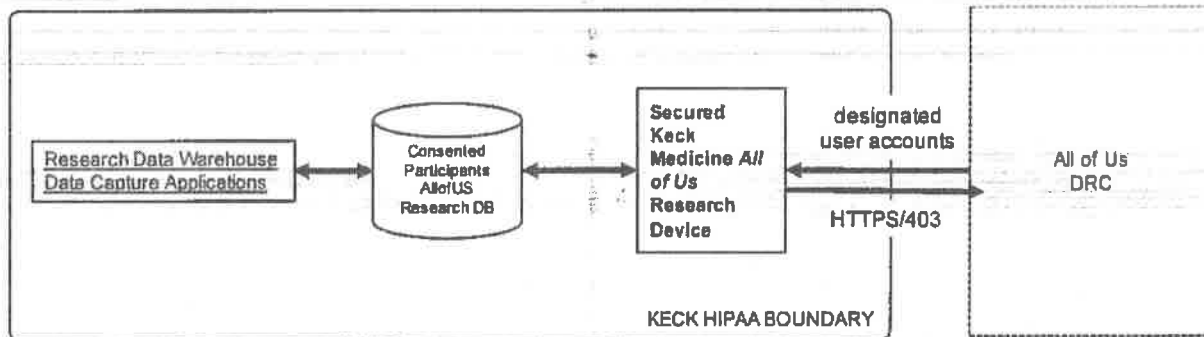 Research Data Warehouse
Data Capture Applications
Consented
Participants
AllofUS
Research DB
Secured
Keck
Medicine All
of Us
Research
Device
designated
user accounts
HTTPS/403
All of Us
DRC
KECK HIPAA BOUNDARY